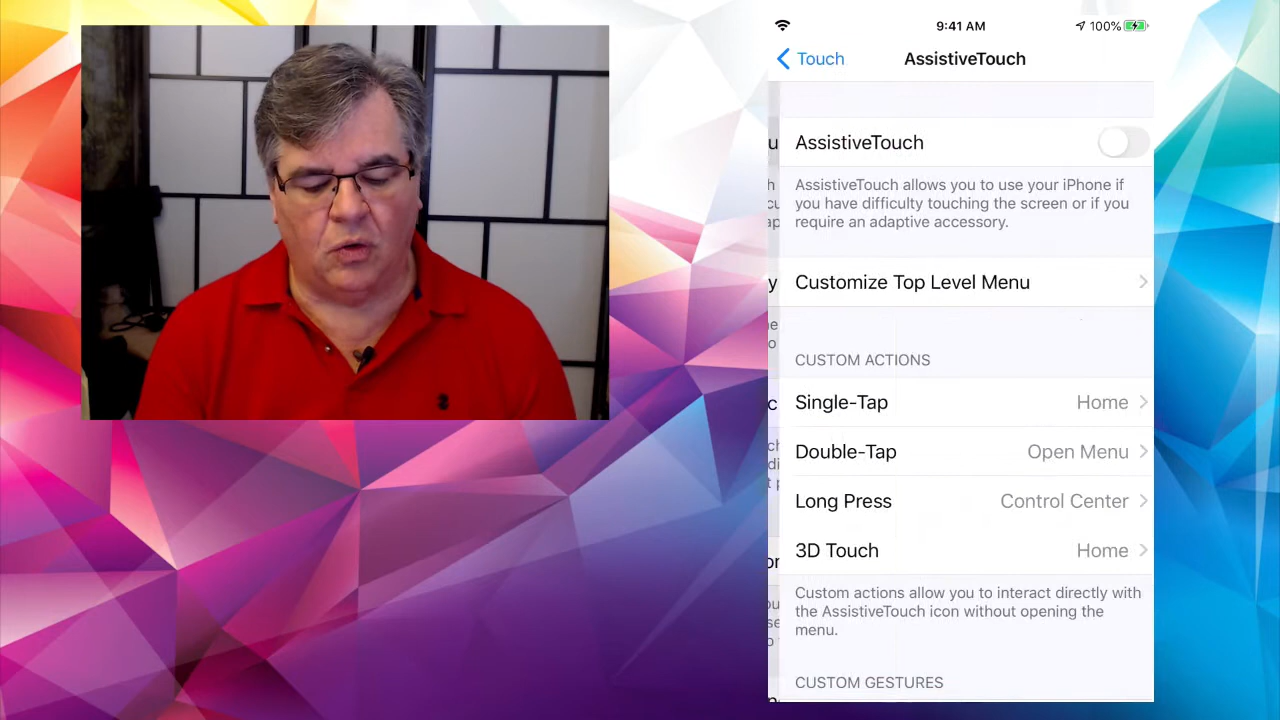 9:41 AM
100%
Touch
AssistiveTouch
AssistiveTouch
AssistiveTouch allows you to use your iPhone if
you have difficulty touching the screen or if you
require an adaptive accessory.
Customize Top Level Menu
CUSTOM ACTIONS
Single-Tap Home
Double-Tap Open Menu
Long Press Control Center
3D Touch Home
Custom actions allow you to interact directly with
the AssistiveTouch icon without opening the
menu.
CUSTOM GESTURES